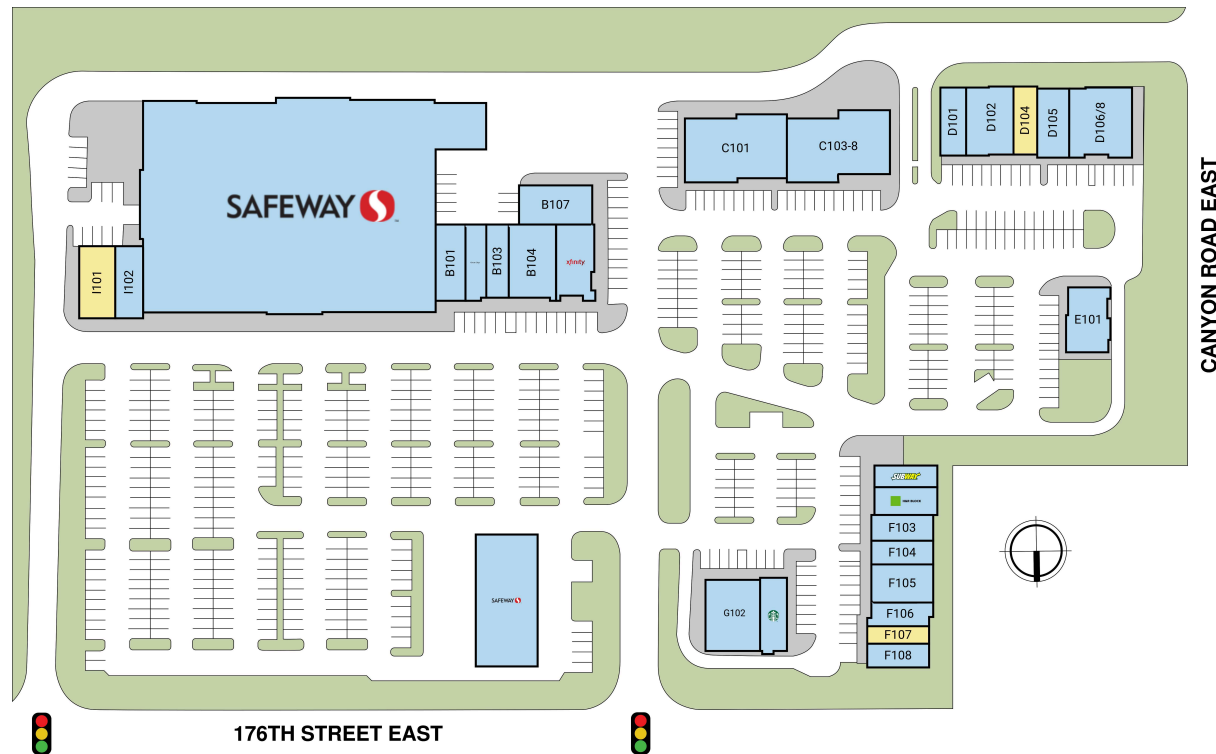 D101
D102
D104
D105
D106/8
C101
C103-8
SAFEWAY
B107
B101
B103
B104
xfinity
I101
I102
E101
CANYON ROAD EAST
SUBWAY
H&R BLOCK
F103
F104
F105
F106
F107
F108
SAFEWAY
G102
176TH STREET EAST